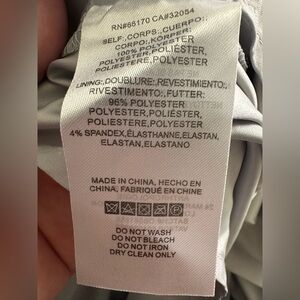 RN#66170 CA#32054
SELF:,CORPS:,CUERPO:,
CORPO:,KÖRPER:
100% POLYESTER,
POLYESTER,POLIÉSTER,
POLIESTERE,POLYESTER
LINING:,DOUBLURE:,REVESTIMIENTO:,
RIVESTIMENTO:,FUTTER:
96% POLYESTER
POLYESTER,POLIÉSTER,
POLIESTERE,POLYESTER
4% SPANDEX,ÉLASTHANNE,ELASTAN,
ELASTAN,ELASTANO
MADE IN CHINA, HECHO EN
CHINA, FABRIQUÉ EN CHINE
DO NOT WASH
DO NOT BLEACH
DO NOT IRON
DRY CLEAN ONLY